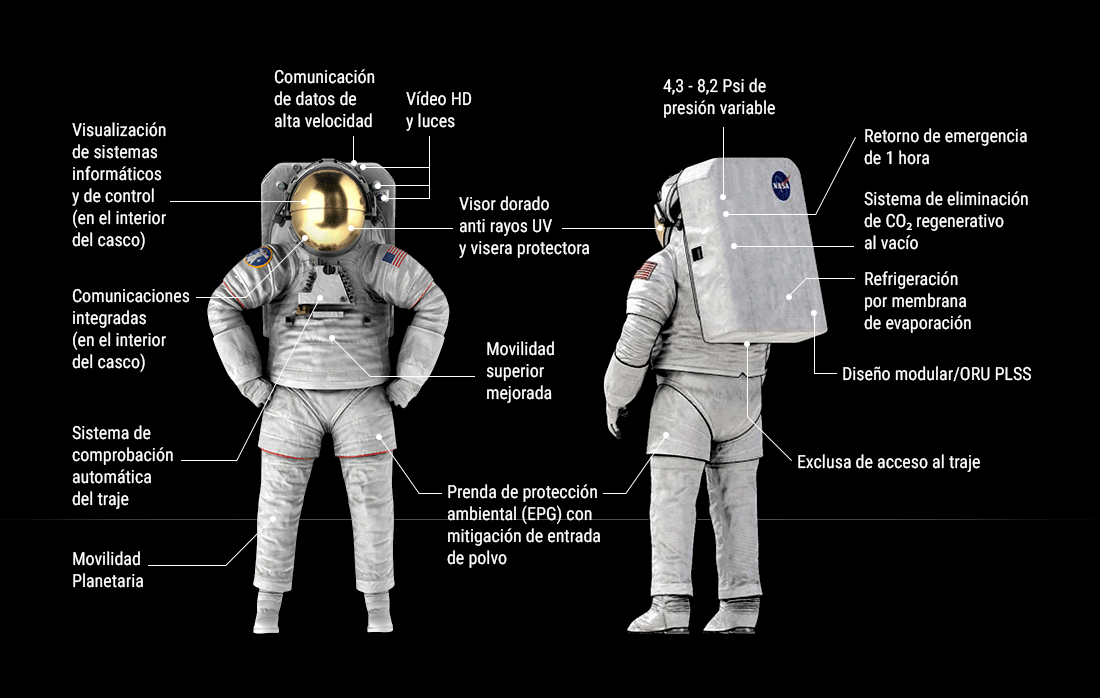 Comunicación
de datos de
alta velocidad
Vídeo HD
y luces
Visualización
de sistemas
informáticos
y de control
(en el interior
del casco)
Visor dorado
anti rayos UV
y visera protectora
Comunicaciones
integradas
(en el interior
del casco)
Movilidad
superior
mejorada
Sistema de
comprobación
automática
del traje
Prenda de protección
ambiental (EPG) con
mitigación de entrada
de polvo
Movilidad
Planetaria
4,3 - 8,2 Psi de
presión variable
Retorno de emergencia
de 1 hora
NASA
Sistema de eliminación
de CO₂ regenerativo
al vacío
Refrigeración
por membrana
de evaporación
Diseño modular/ORU PLSS
Exclusa de acceso al traje